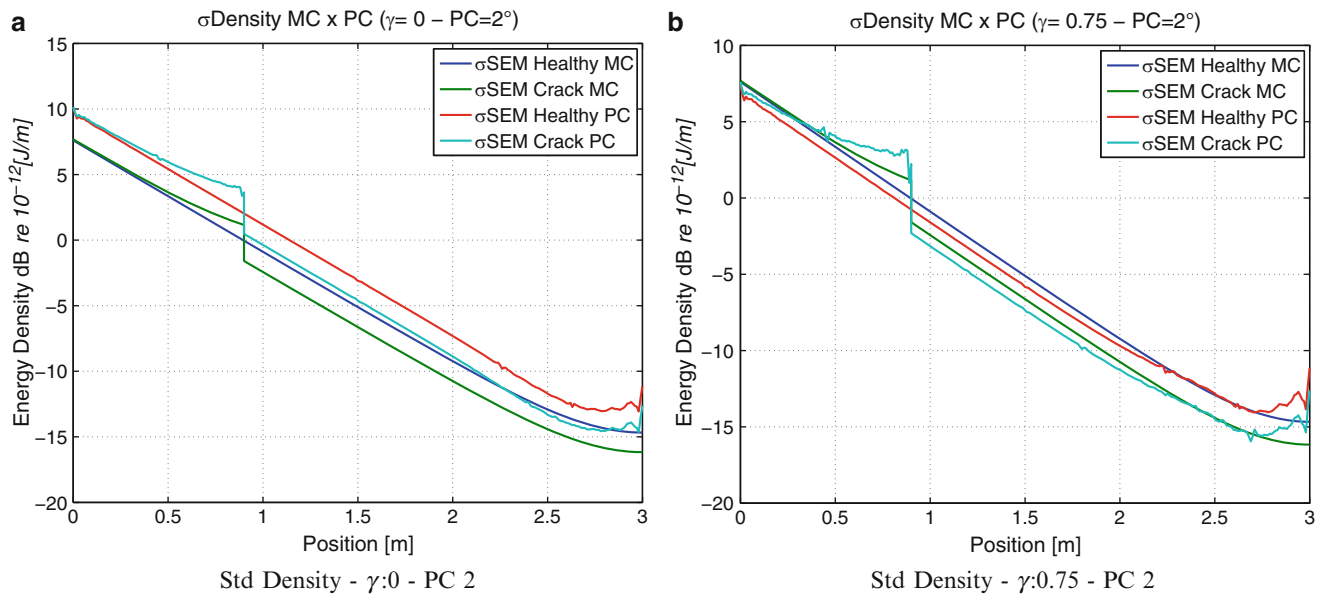 a
σDensity MC x PC (γ= 0 – PC=2°)
15
10
5
0
−5
−10
−15
−20
Energy Density dB re 10⁻¹²[J/m]
σSEM Healthy MC
σSEM Crack MC
σSEM Healthy PC
σSEM Crack PC
0
0.5
1
1.5
2
2.5
3
Position [m]
Std Density - γ:0 - PC 2
b
σDensity MC x PC (γ= 0.75 – PC=2°)
10
5
0
−5
−10
−15
−20
Energy Density dB re 10⁻¹²[J/m]
σSEM Healthy MC
σSEM Crack MC
σSEM Healthy PC
σSEM Crack PC
0
0.5
1
1.5
2
2.5
3
Position [m]
Std Density - γ:0.75 - PC 2